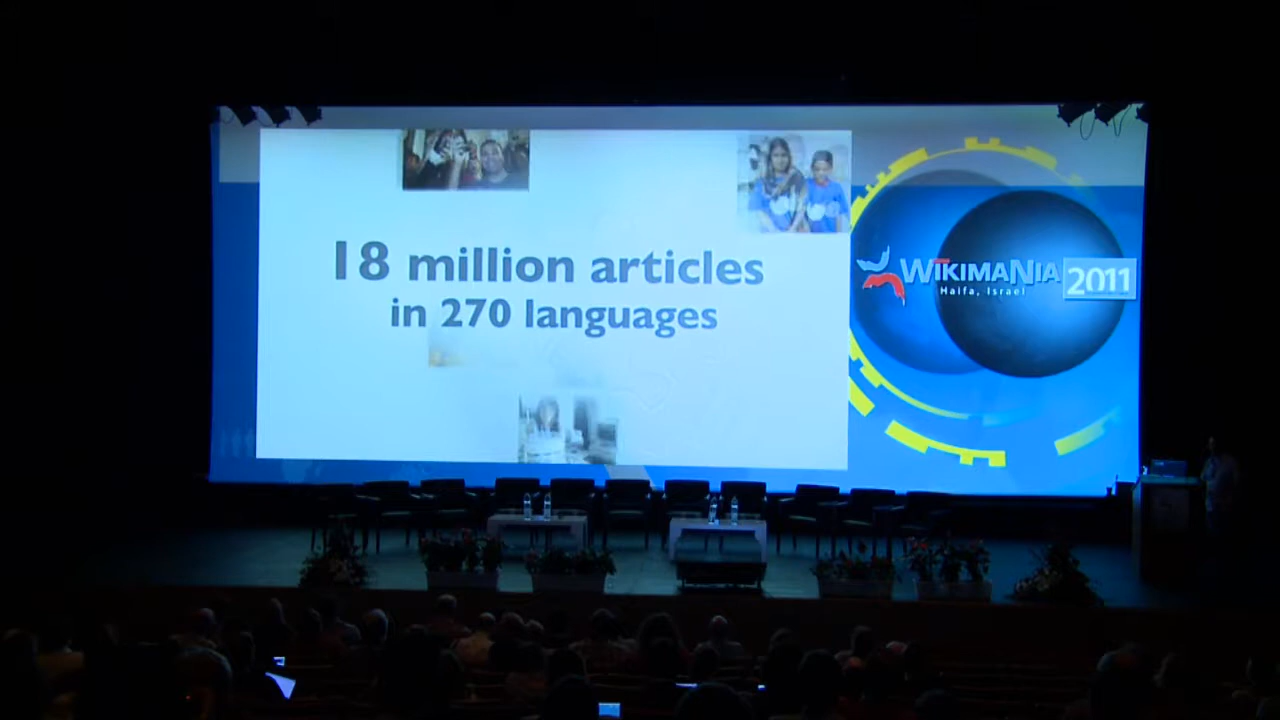 18 million articles
in 270 languages
WIKIMANIA 2011
Haifa, Israel